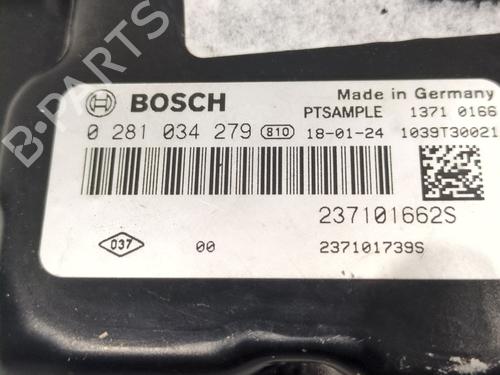 Made in Germany
BOSCH
PTSAMPLE 1371 0166
0 281 034 279 810 18-01-24 1039T30021
237101662S
037 00 237101739S
B-PARTS